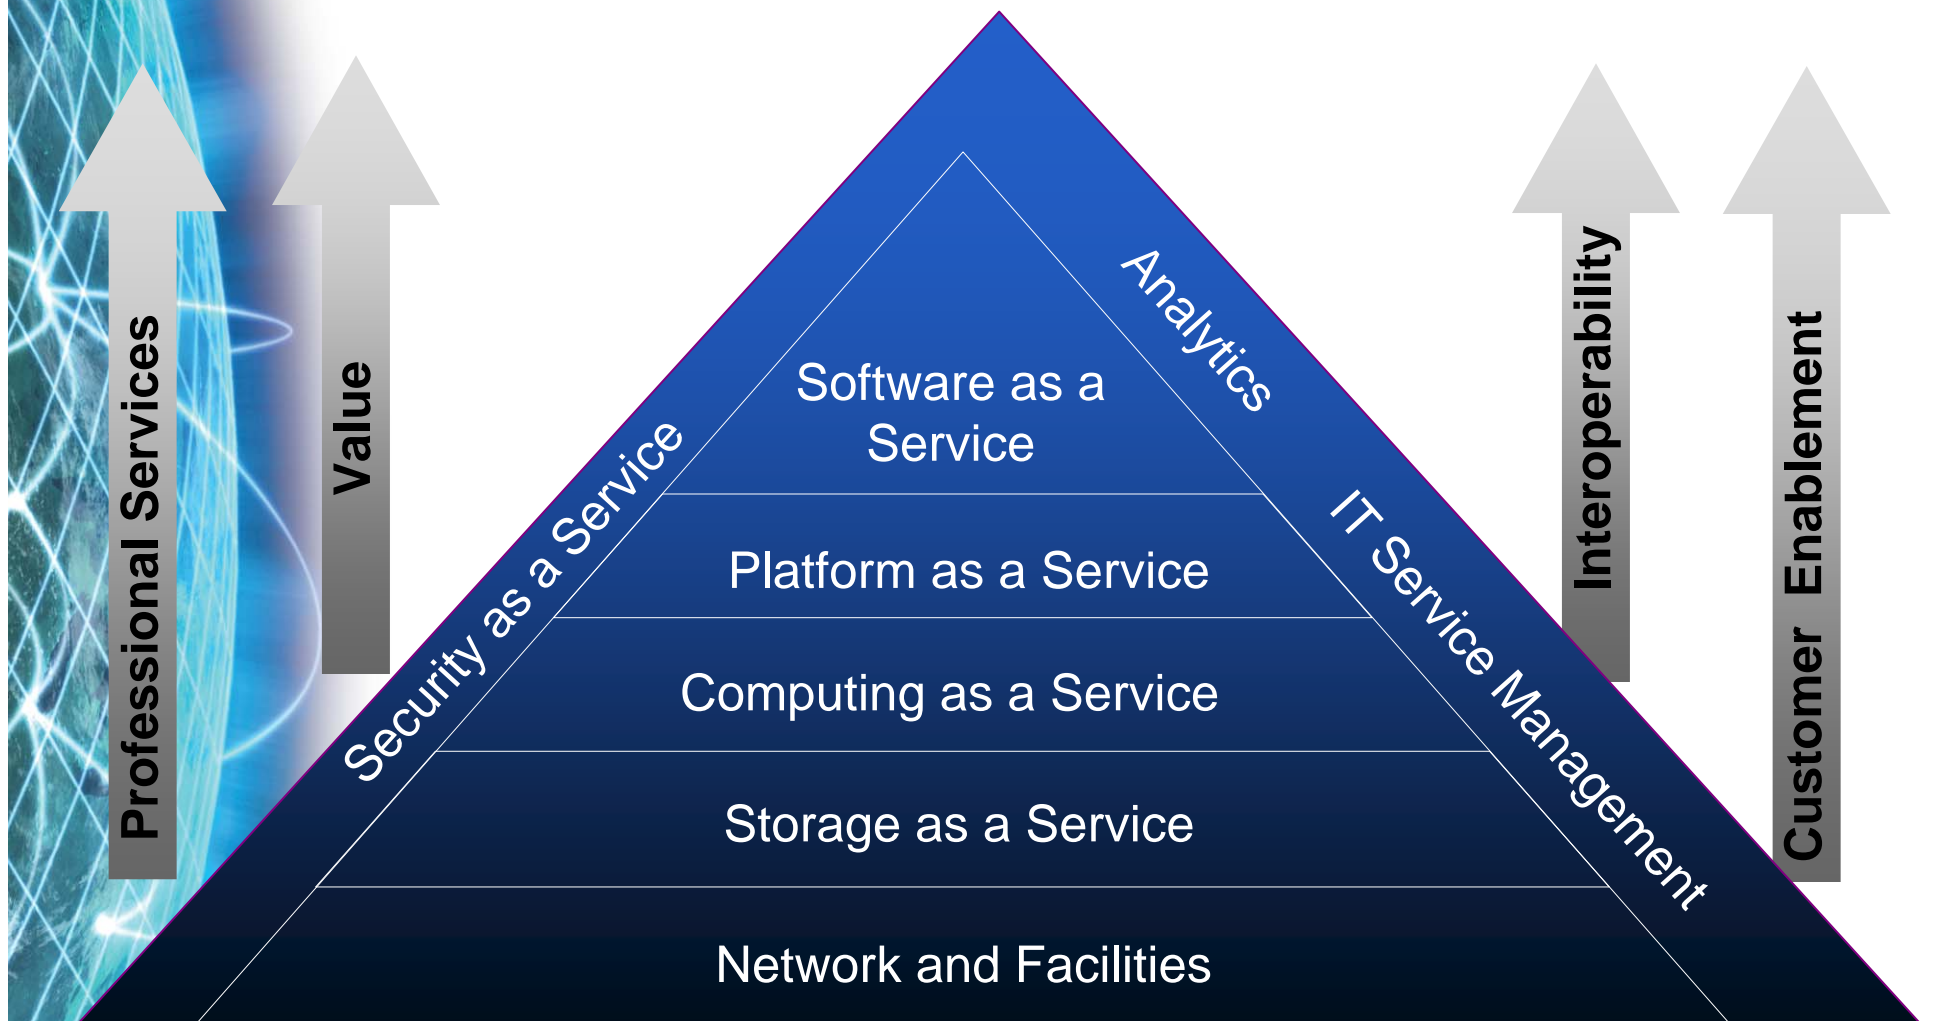 Professional Services
Value
Security as a Service
Software as a
Service
Platform as a Service
Computing as a Service
Storage as a Service
Network and Facilities
Analytics
IT Service Management
Interoperability
Customer Enablement